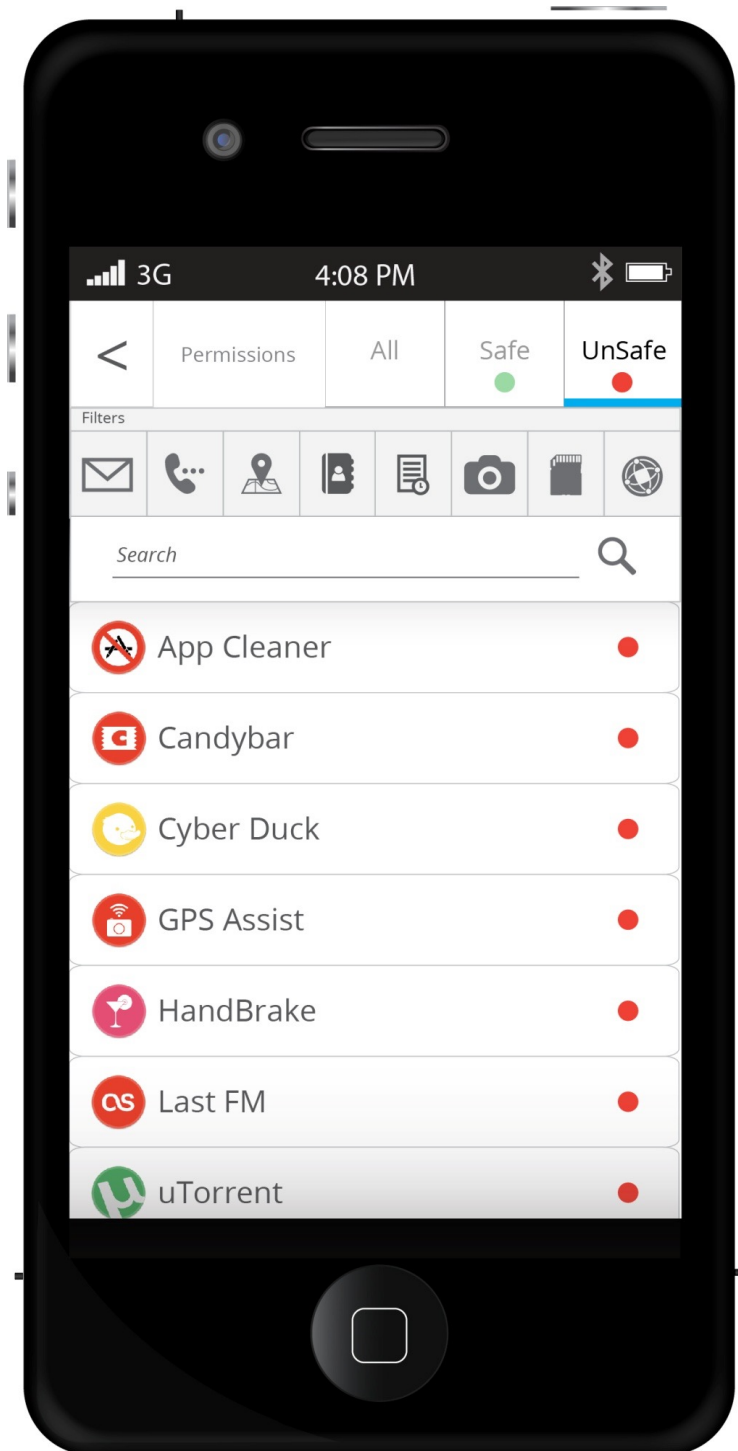 3G 4:08 PM
< Permissions All Safe UnSafe
Filters
Search
App Cleaner
Candybar
Cyber Duck
GPS Assist
HandBrake
Last FM
µ uTorrent